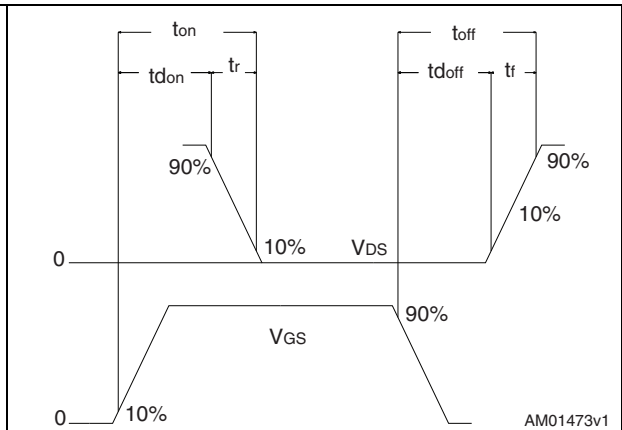 ton toff
tdon tr tdoff tf
90% 90%
10%
10% VDS
0
90%
VGS
10%
0
AM01473v1